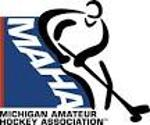 MAHA
MICHIGAN AMATEUR
HOCKEY ASSOCIATION